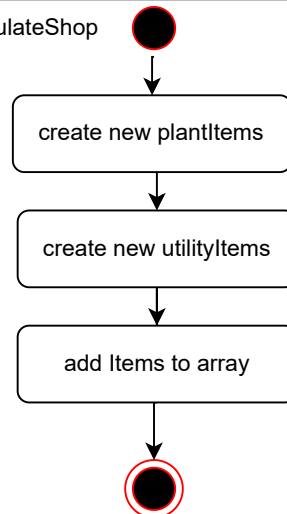 ulateShop
create new plantItems
create new utilityItems
add Items to array